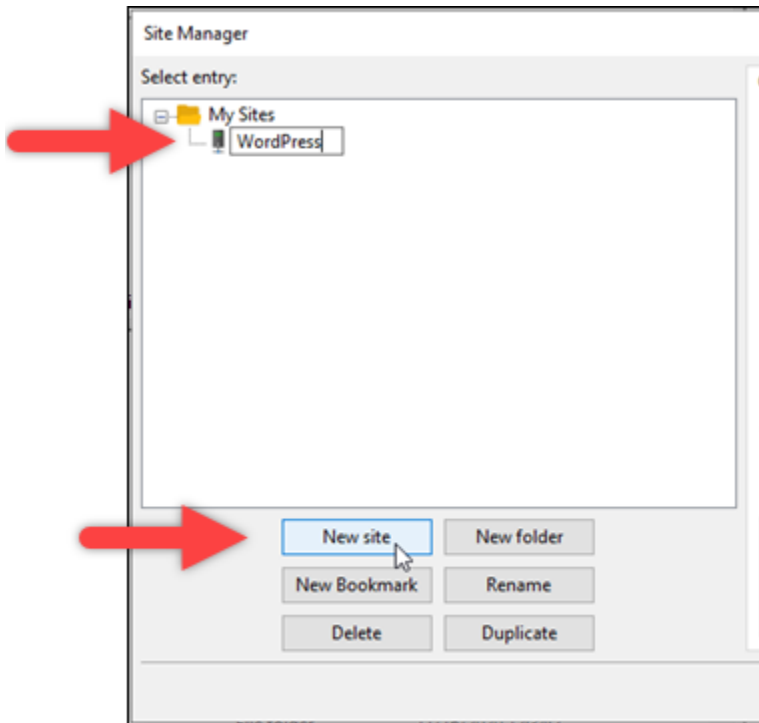 Site Manager
Select entry:
My Sites
WordPress
New site New folder
New Bookmark Rename
Delete Duplicate